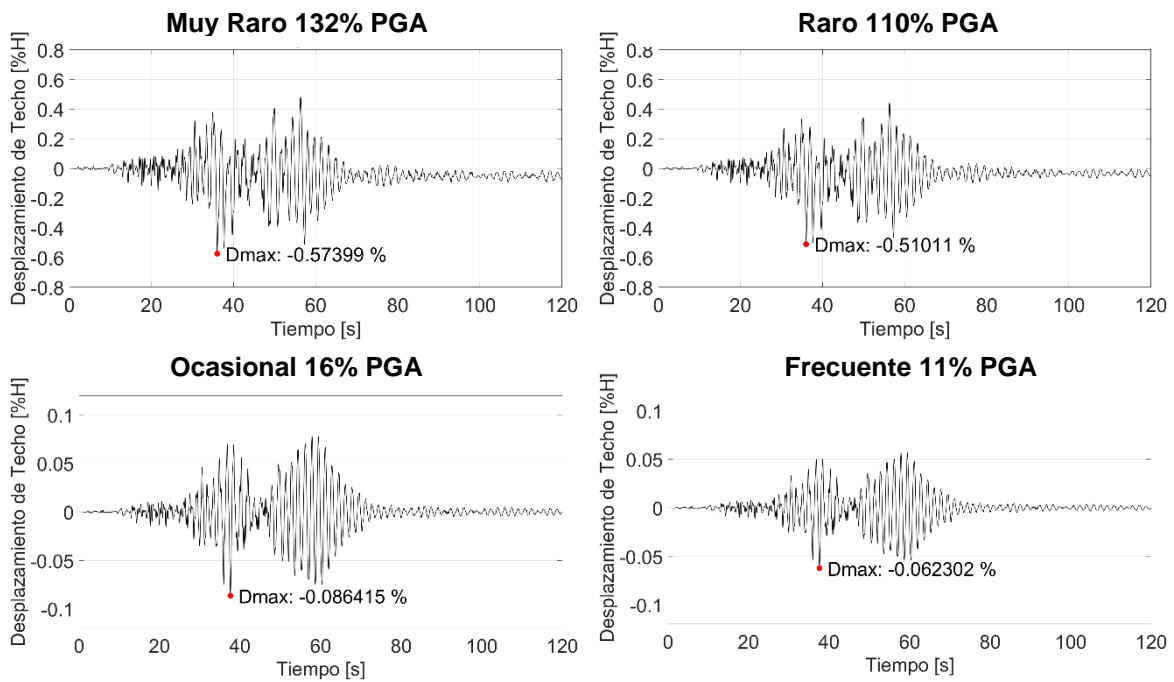 Muy Raro 132% PGA
Desplazamiento de Techo [%H]
0.8
0.6
0.4
0.2
0
-0.2
-0.4
-0.6
-0.8
Dmax: -0.57399 %
0 20 40 60 80 100 120
Tiempo [s]
Raro 110% PGA
Desplazamiento de Techo [%H]
0.8
0.6
0.4
0.2
0
-0.2
-0.4
-0.6
-0.8
Dmax: -0.51011 %
0 20 40 60 80 100 120
Tiempo [s]
Ocasional 16% PGA
Desplazamiento de Techo [%H]
0.1
0.05
0
-0.05
-0.1
Dmax: -0.086415 %
0 20 40 60 80 100 120
Tiempo [s]
Frecuente 11% PGA
Desplazamiento de Techo [%H]
0.1
0.05
0
-0.05
-0.1
Dmax: -0.062302 %
0 20 40 60 80 100 120
Tiempo [s]